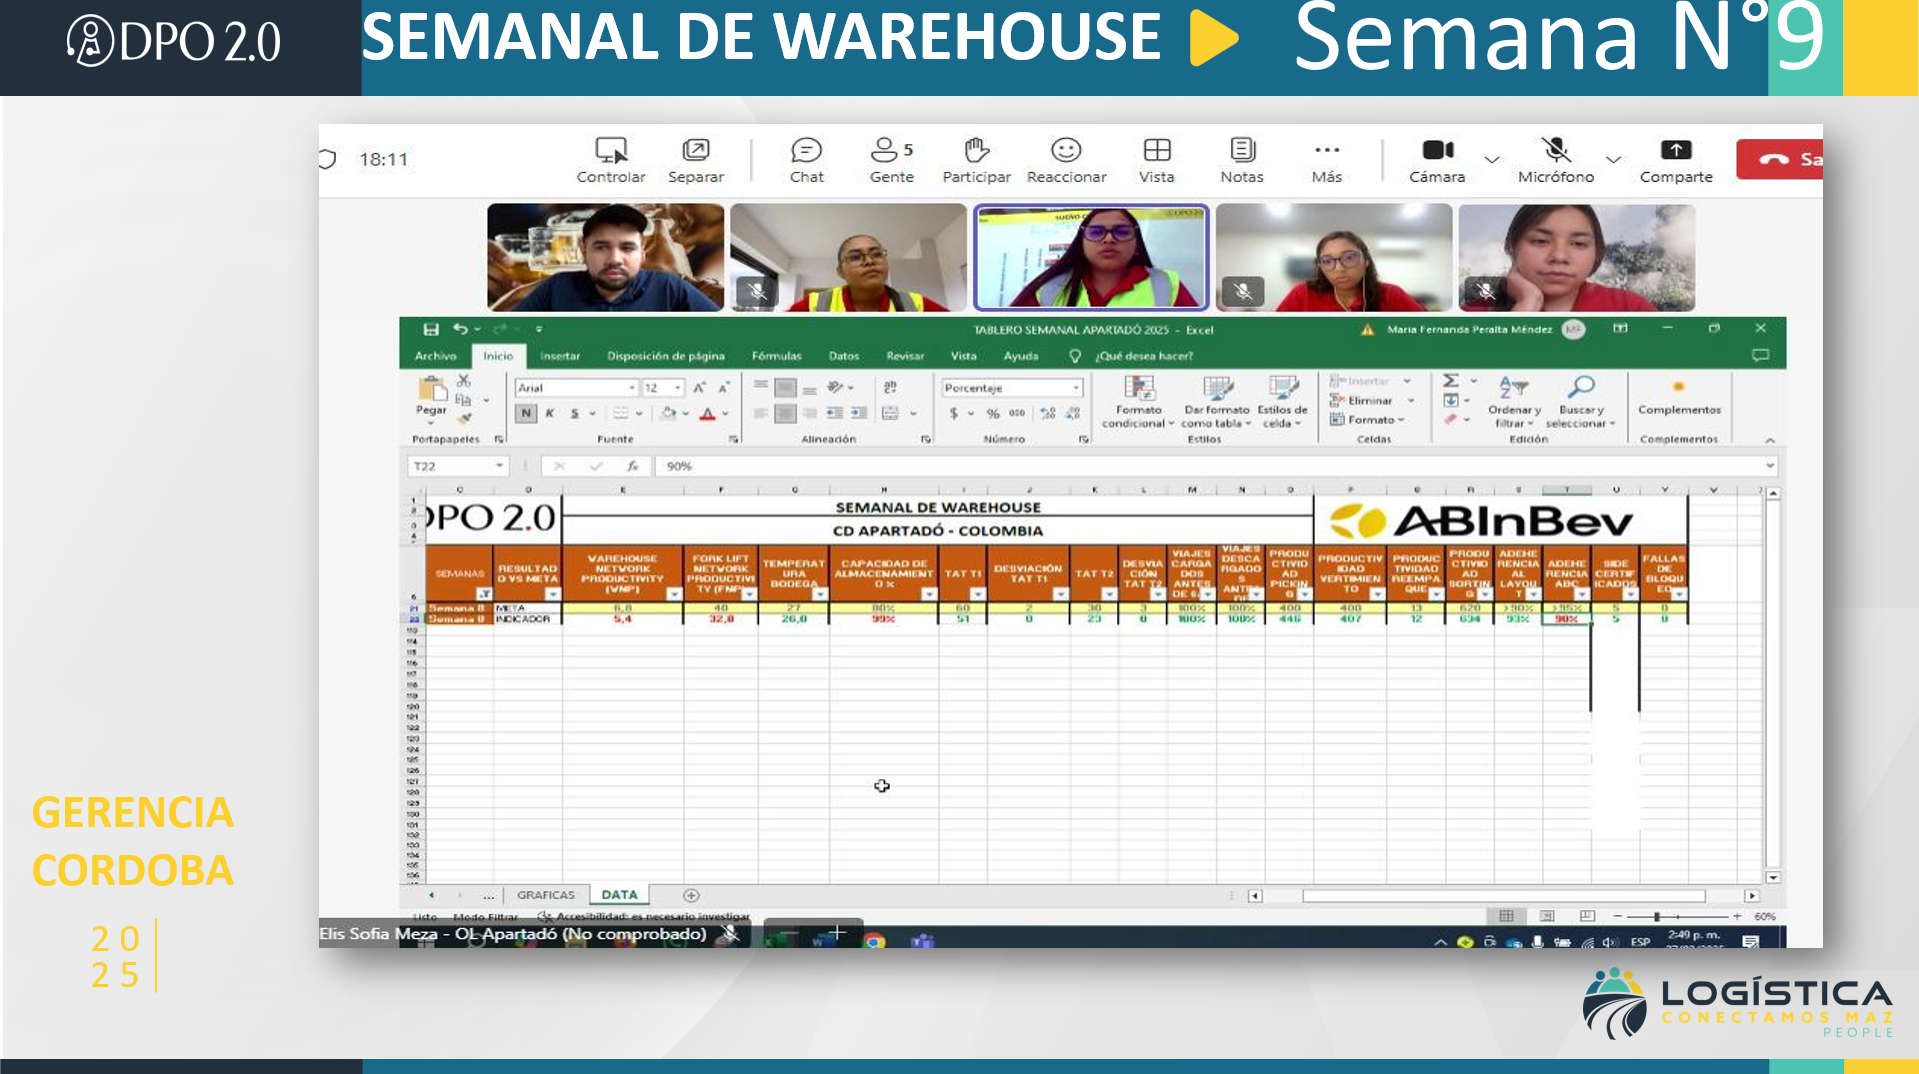 DPO 2.0
SEMANAL DE WAREHOUSE
Semana N°9
18:11
Controlar
Separar
Chat
5
Gente
Participar
Reaccionar
Vista
Notas
Más
Cámara
Micrófono
Comparte
Sa
TABLERO SEMANAL APARTADÓ 2025 - Excel
Maria Fernanda Peralta Méndez
Archivo Inicio Insertar Disposición de página Fórmulas Datos Revisar Vista Ayuda ¿Qué desea hacer?
Pegar
Arial 12
N K S
Porcentaje
$ % 000
Formato condicional
Dar formato como tabla
Estilos de celda
Insertar
Eliminar
Formato
Ordenar y filtrar
Buscar y seleccionar
Complementos
Portapapeles Fuente Alineación Número Estilos Celdas Edición Complementos
T22 fx 90%
DPO 2.0
SEMANAL DE WAREHOUSE
CD APARTADÓ - COLOMBIA
ABInBev
SEMANAS
RESULTADO VS META
WAREHOUSE NETWORK PRODUCTIVITY (WNP)
FORK LIFT NETWORK PRODUCTIVITY (FNP
TEMPERATURA BODEGA
CAPACIDAD DE ALMACENAMIENTO %
TAT T1
DESVIACIÓN TAT T1
TAT T2
DESVIACIÓN TAT T2
VIAJES CARGADOS ANTES DE 6
VIAJES DESCARGADOS
PRODUCTIVIDAD PICKING
PRODUCTIVIDAD VERTIMIENTO
PRODUCTIVIDAD REEMPAQUE
PRODUCTIVIDAD SORTING
ADEHERENCIA AL LAYOUT
ADEHERENCIA ABC
SIDE CERTIFICADOS
FALLAS DE BLOQUEO
Semana 8 META 6,8 40 27 80% 60 2 30 3 100% 100% 400 400 13 620 >90% >95% 5 0
Semana 8 INDICADOR 5,4 32,8 26,8 99% 51 0 23 0 100% 100% 446 407 12 634 93% 90% 5 0
... GRAFICAS DATA
Listo Modo Filtrar Accesibilidad: es necesario investigar
60%
Elis Sofia Meza - OL Apartadó (No comprobado)
ESP
2:49 p. m.
GERENCIA
CORDOBA
20
25
LOGÍSTICA
CONECTAMOS MAZ
PEOPLE